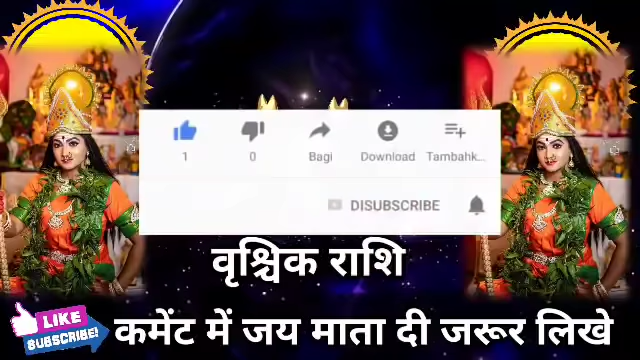 1 0 Bagi Download Tambahk...
DISUBSCRIBE
वृश्चिक राशि
LIKE
SUBSCRIBE!
कमेंट में जय माता दी जरूर लिखे